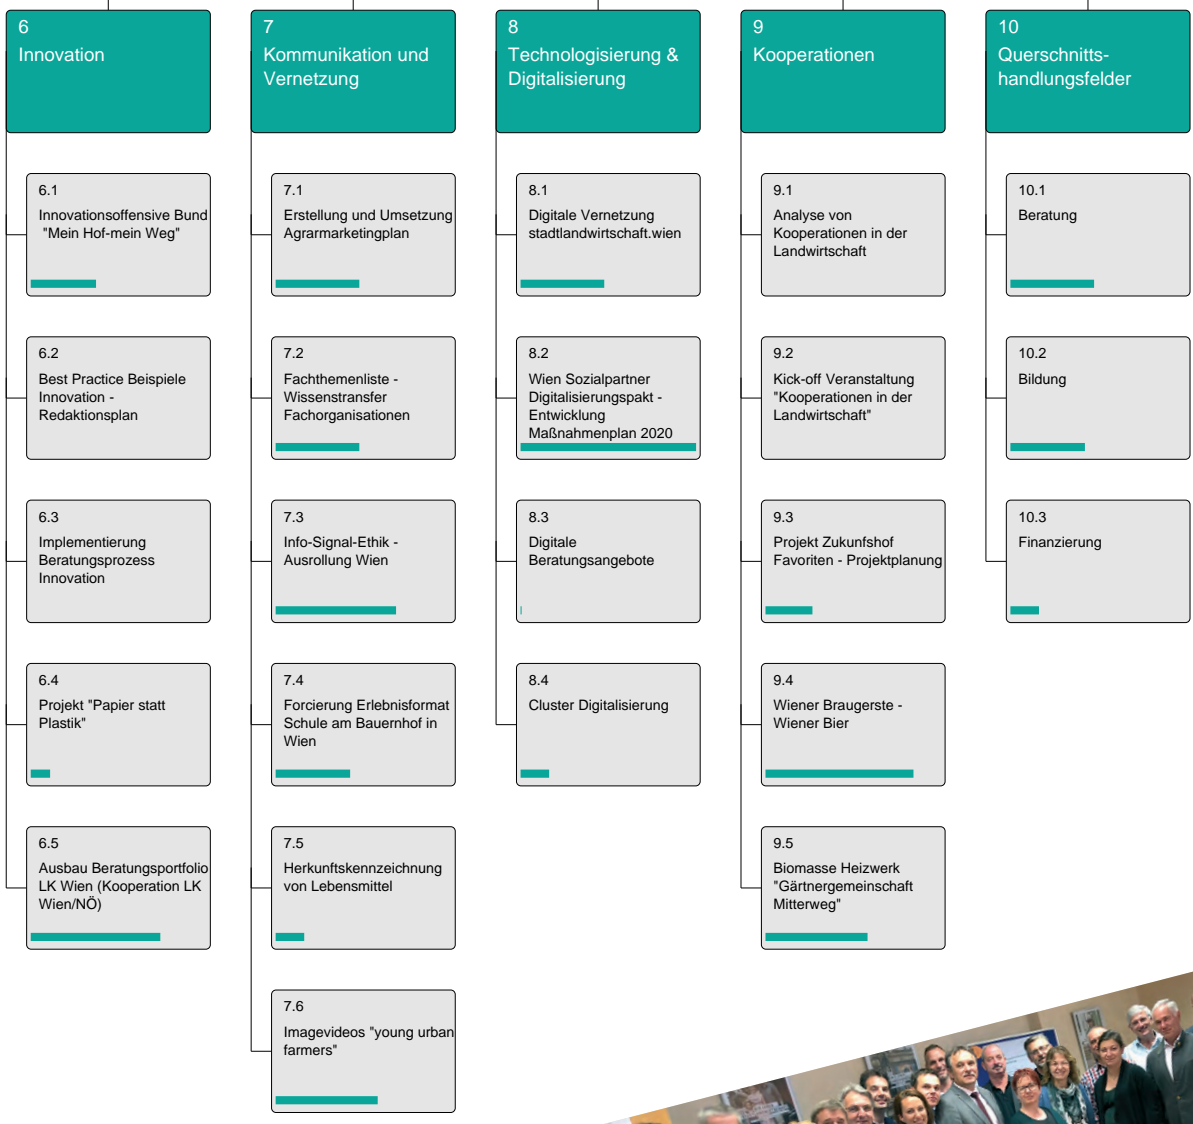 6
Innovation
6.1
Innovationsoffensive Bund
"Mein Hof-mein Weg"
6.2
Best Practice Beispiele
Innovation -
Redaktionsplan
6.3
Implementierung
Beratungsprozess
Innovation
6.4
Projekt "Papier statt
Plastik"
6.5
Ausbau Beratungsportfolio
LK Wien (Kooperation LK
Wien/NÖ)
7
Kommunikation und
Vernetzung
7.1
Erstellung und Umsetzung
Agrarmarketingplan
7.2
Fachthemenliste -
Wissenstransfer
Fachorganisationen
7.3
Info-Signal-Ethik -
Ausrollung Wien
7.4
Forcierung Erlebnisformat
Schule am Bauernhof in
Wien
7.5
Herkunftskennzeichnung
von Lebensmittel
7.6
Imagevideos "young urban
farmers"
8
Technologisierung &
Digitalisierung
8.1
Digitale Vernetzung
stadtlandwirtschaft.wien
8.2
Wien Sozialpartner
Digitalisierungspakt -
Entwicklung
Maßnahmenplan 2020
8.3
Digitale
Beratungsangebote
8.4
Cluster Digitalisierung
9
Kooperationen
9.1
Analyse von
Kooperationen in der
Landwirtschaft
9.2
Kick-off Veranstaltung
"Kooperationen in der
Landwirtschaft"
9.3
Projekt Zukunfshof
Favoriten - Projektplanung
9.4
Wiener Braugerste -
Wiener Bier
9.5
Biomasse Heizwerk
"Gärtnergemeinschaft
Mitterweg"
10
Querschnitts-
handlungsfelder
10.1
Beratung
10.2
Bildung
10.3
Finanzierung